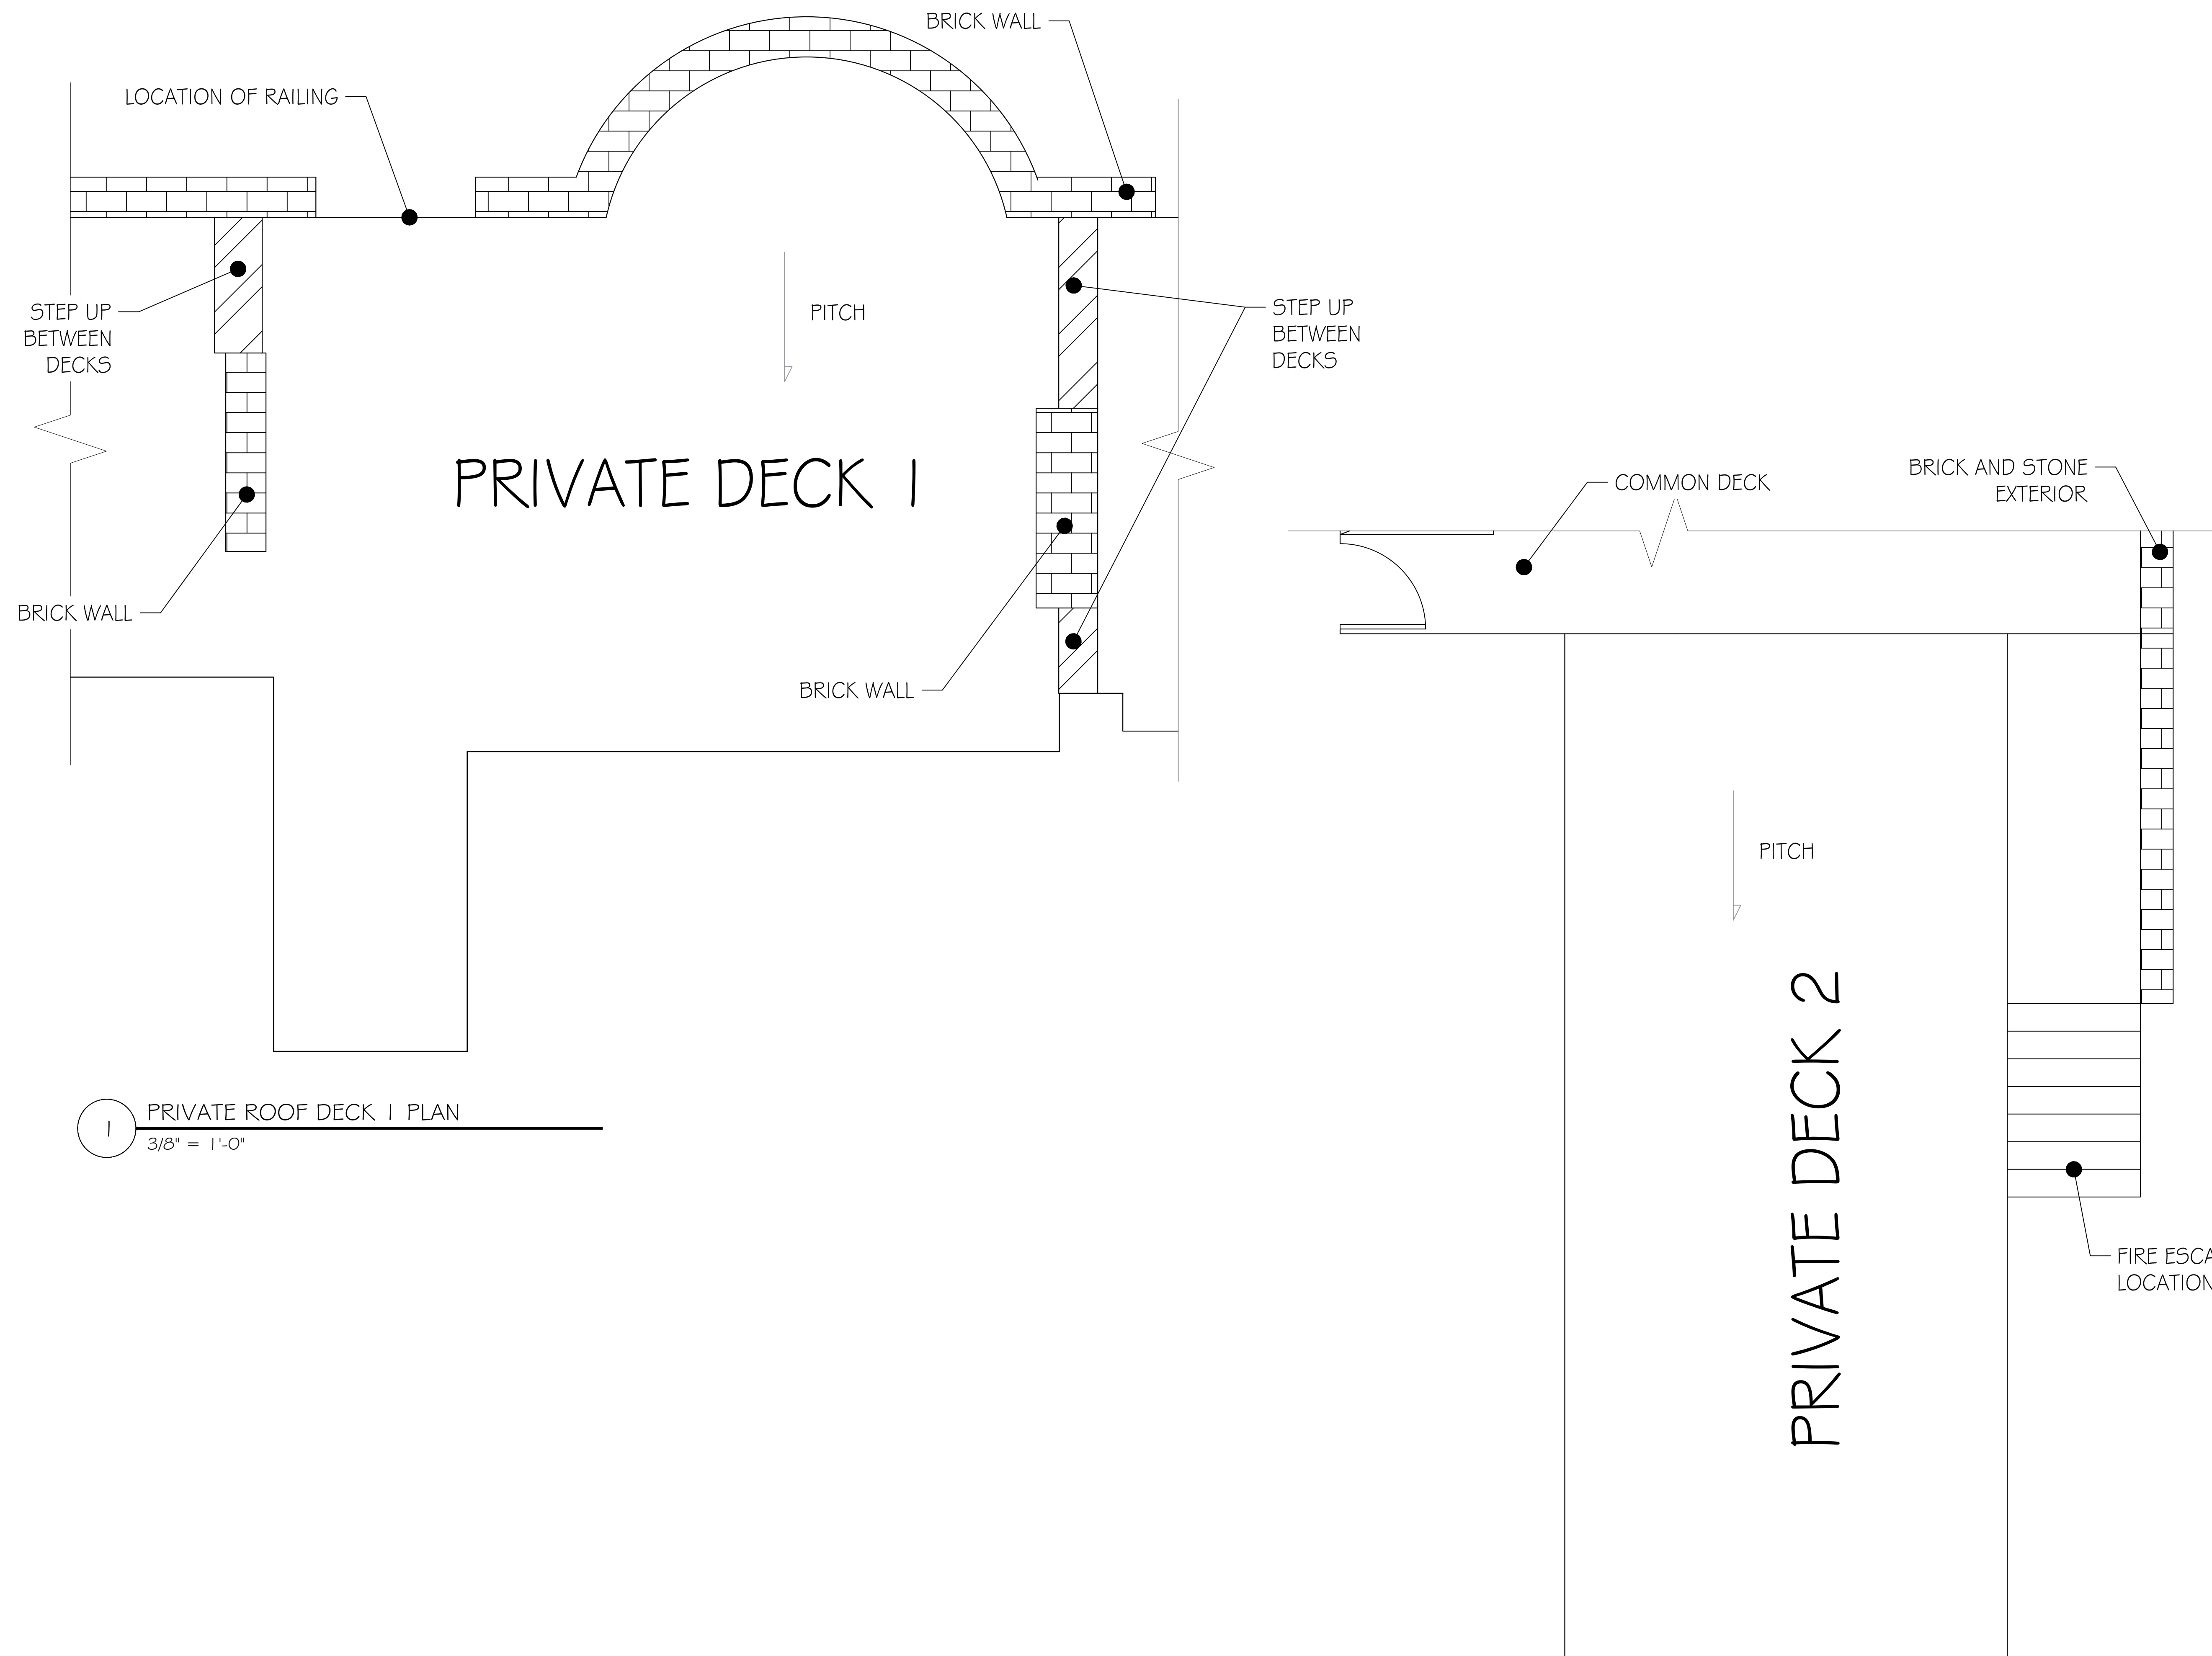 BRICK WALL
LOCATION OF RAILING
STEP UP
BETWEEN
DECKS
PITCH
STEP UP
BETWEEN
DECKS
PRIVATE DECK 1
BRICK WALL
BRICK WALL
1
PRIVATE ROOF DECK 1 PLAN
3/8" = 1'-0"
COMMON DECK
BRICK AND STONE
EXTERIOR
PITCH
PRIVATE DECK 2
FIRE
LOCATION